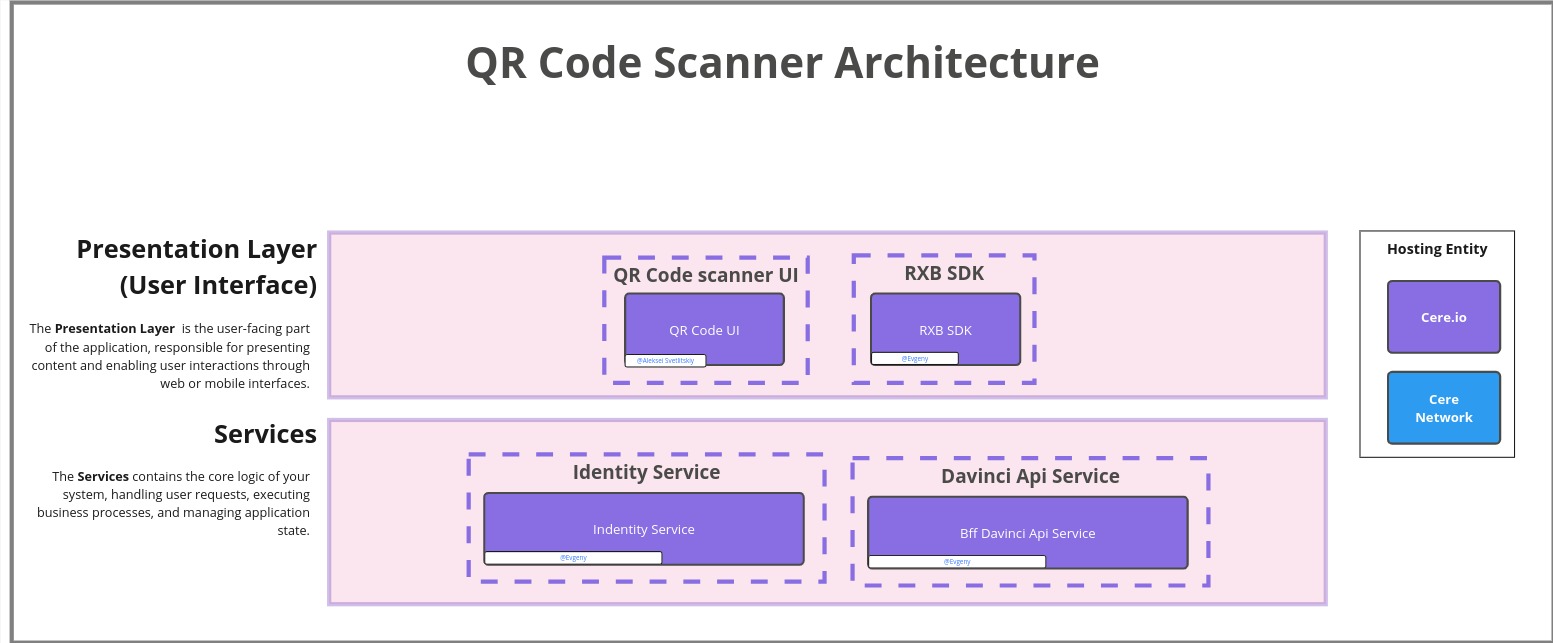 QR Code Scanner Architecture
Presentation Layer
(User Interface)
The Presentation Layer is the user-facing part
of the application, responsible for presenting
content and enabling user interactions through
web or mobile interfaces.
QR Code scanner UI
QR Code UI
@Aleksei Svetlitskiy
RXB SDK
RXB SDK
@Evgeny
Hosting Entity
Cere.io
Cere
Network
Services
The Services contains the core logic of your
system, handling user requests, executing
business processes, and managing application
state.
Identity Service
Indentity Service
@Evgeny
Davinci Api Service
Bff Davinci Api Service
@Evgeny